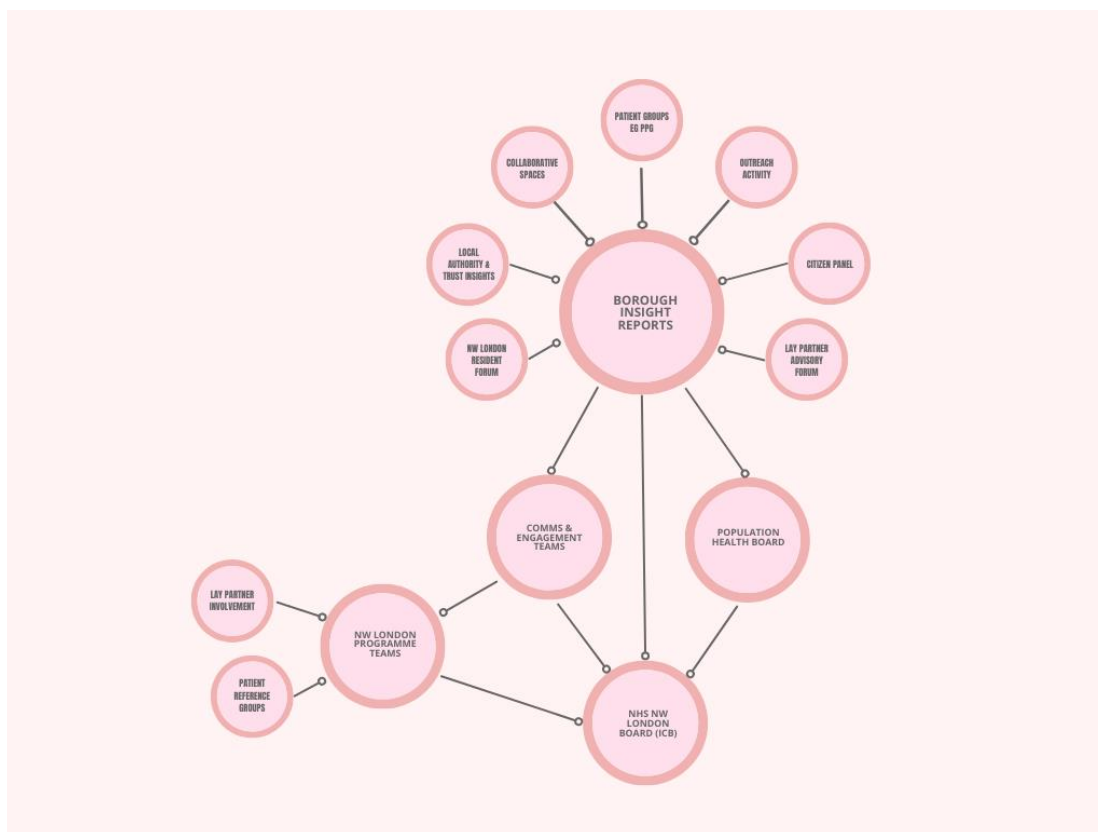 PATIENT GROUPS
EG PPG
COLLABORATIVE
SPACES
OUTREACH
ACTIVITY
LOCAL
AUTHORITY &
TRUST INSIGHTS
CITIZEN PANEL
BOROUGH
INSIGHT
REPORTS
NW LONDON
RESIDENT
FORUM
LAY PARTNER
ADVISORY
FORUM
COMMS &
ENGAGEMENT
TEAMS
POPULATION
HEALTH BOARD
LAY PARTNER
INVOLVEMENT
NW LONDON
PROGRAMME
TEAMS
PATIENT
REFERENCE
GROUPS
NHS NW
LONDON
BOARD (ICB)